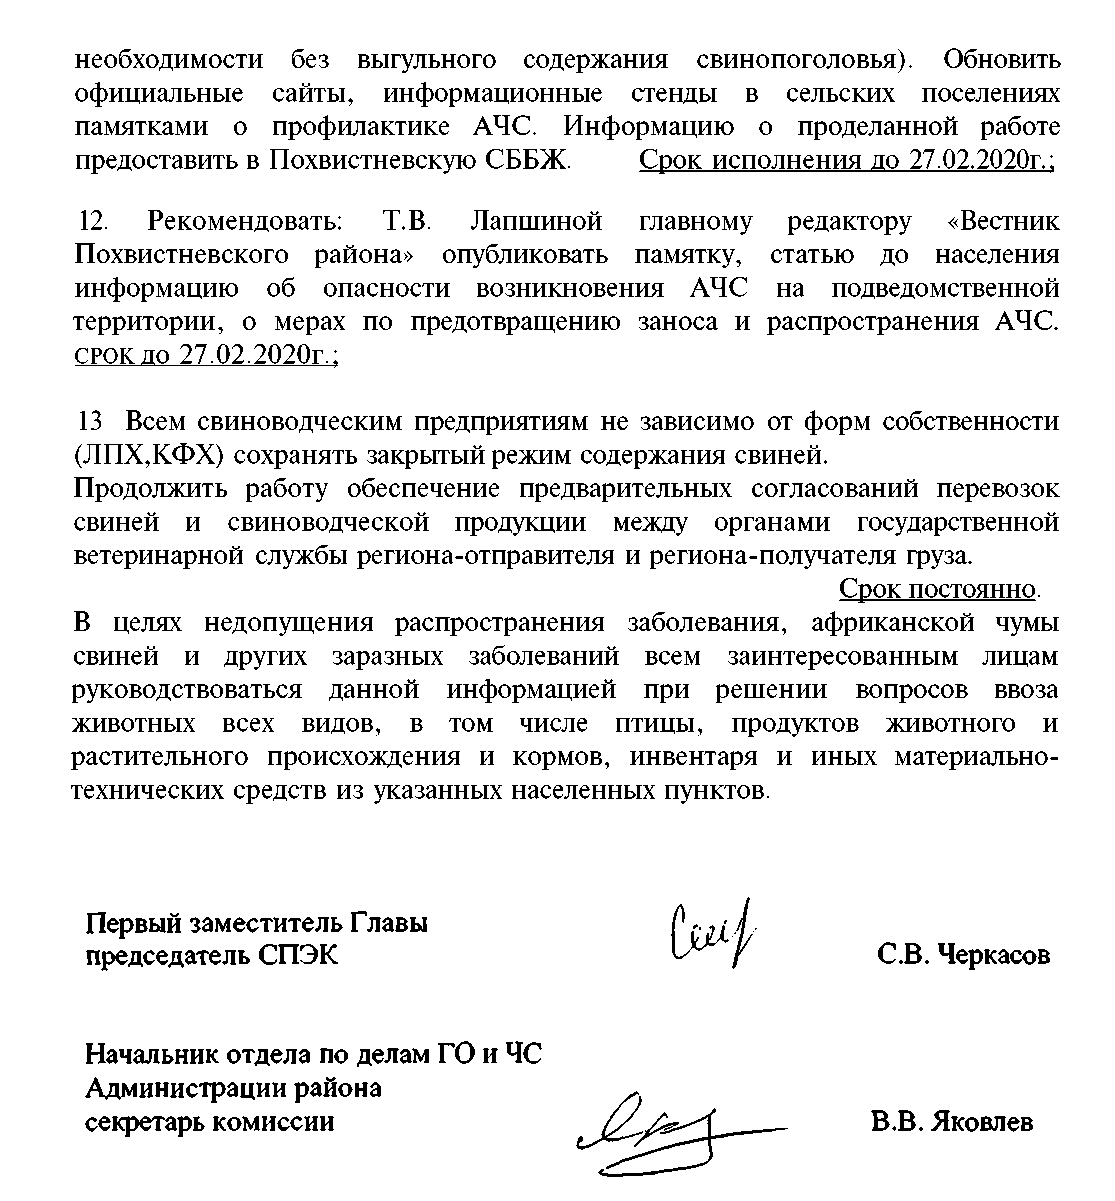 необходимости без выгульного содержания свинопоголовья). Обновить
официальные сайты, информационные стенды в сельских поселениях
памятками о профилактике АЧС. Информацию о проделанной работе
предоставить в Похвистневскую СББЖ. Срок исполнения до 27.02.2020г.;
12. Рекомендовать: Т.В. Лапшиной главному редактору «Вестник
Похвистневского района» опубликовать памятку, статью до населения
информацию об опасности возникновения АЧС на подведомственной
территории, о мерах по предотвращению заноса и распространения АЧС.
СРОК до 27.02.2020г.;
13 Всем свиноводческим предприятиям не зависимо от форм собственности
(ЛПХ,КФХ) сохранять закрытый режим содержания свиней.
Продолжить работу обеспечение предварительных согласований перевозок
свиней и свиноводческой продукции между органами государственной
ветеринарной службы региона-отправителя и региона-получателя груза.
Срок постоянно.
В целях недопущения распространения заболевания, африканской чумы
свиней и других заразных заболеваний всем заинтересованным лицам
руководствоваться данной информацией при решении вопросов ввоза
животных всех видов, в том числе птицы, продуктов животного и
растительного происхождения и кормов, инвентаря и иных материально-
технических средств из указанных населенных пунктов.
Первый заместитель Главы
председатель СПЭК С.В. Черкасов
Начальник отдела по делам ГО и ЧС
Администрации района
секретарь комиссии В.В. Яковлев